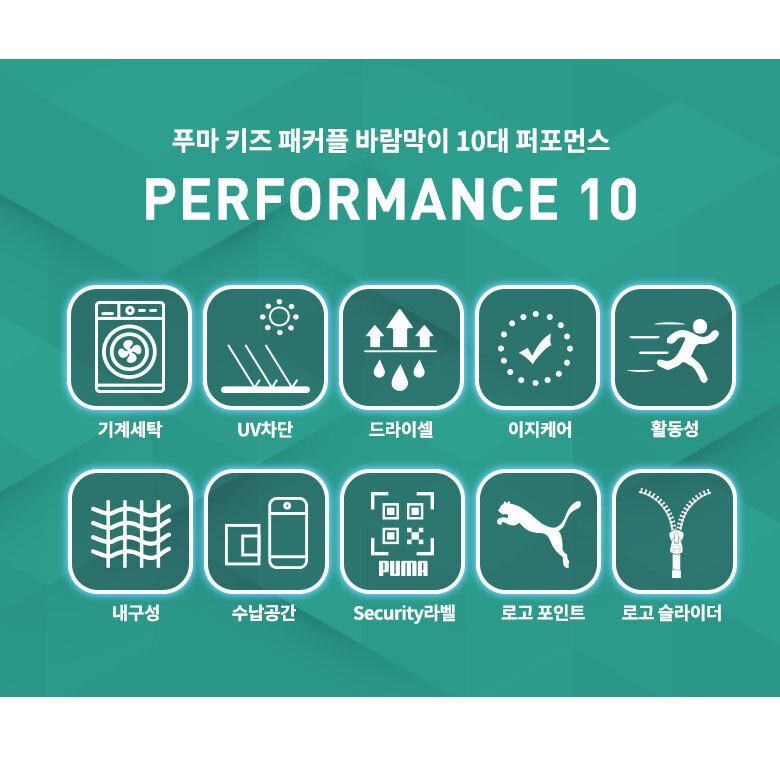 푸마 키즈 패커플 바람막이 10대 퍼포먼스
PERFORMANCE 10
기계세탁
UV차단
드라이셀
이지케어
활동성
PUMA
내구성
수납공간
Security라벨
로고 포인트
로고 슬라이더